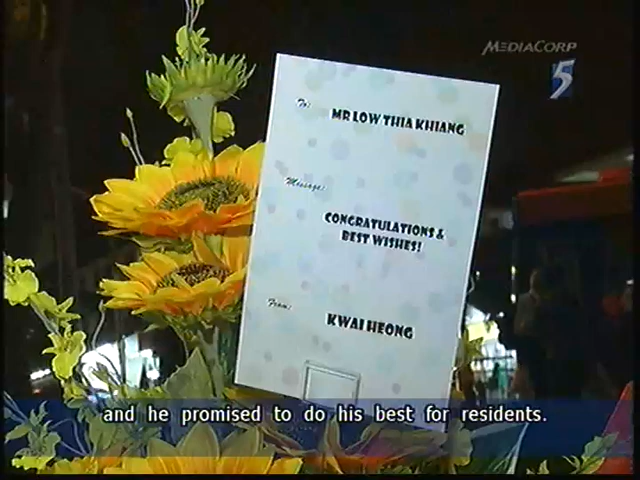 MEDIACORP
5
To:
MR LOW THIA KHIANG
Message:
CONGRATULATIONS &
BEST WISHES!
From:
KWAI HEONG
and he promised to do his best for residents.